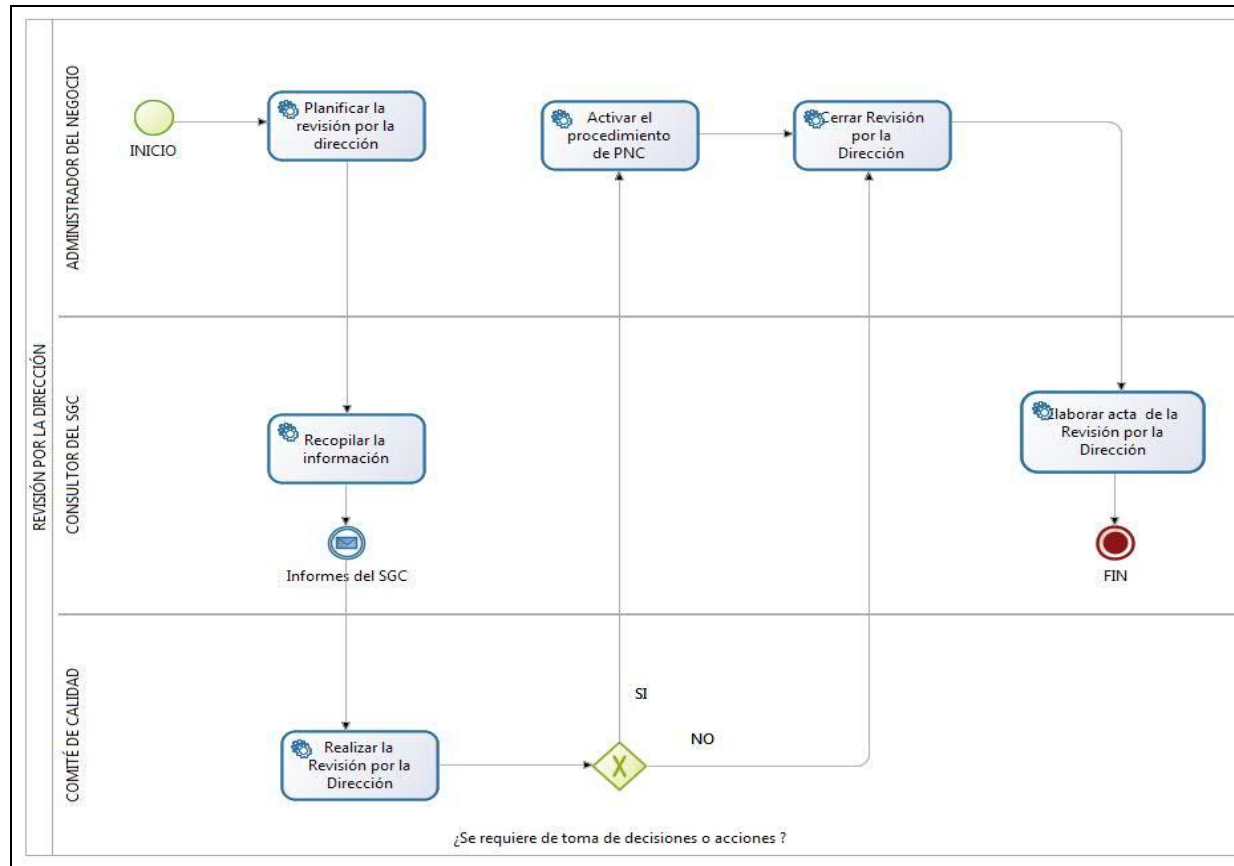 REVISIÓN POR LA DIRECCIÓN
ADMINISTRADOR DEL NEGOCIO
INICIO
Planificar la
revisión por la
dirección
Activar el
procedimiento
de PNC
Cerrar Revisión
por la
Dirección
CONSULTOR DEL SGC
Recopilar la
información
Informes del SGC
Elaborar acta de la
Revisión por la
Dirección
FIN
COMITÉ DE CALIDAD
Realizar la
Revisión por la
Dirección
SI
NO
¿Se requiere de toma de decisiones o acciones ?